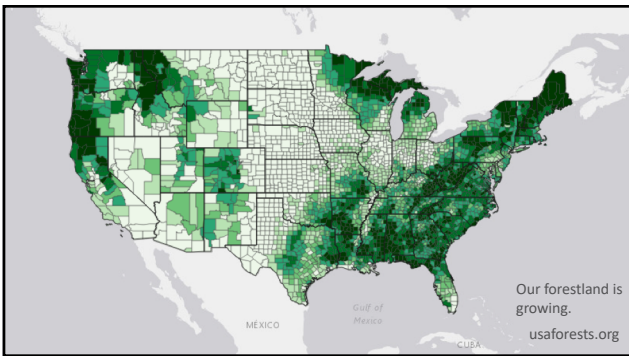 Our forestland is
growing.
usaforests.org
Gulf of
Mexico
MÉXICO
CUBA